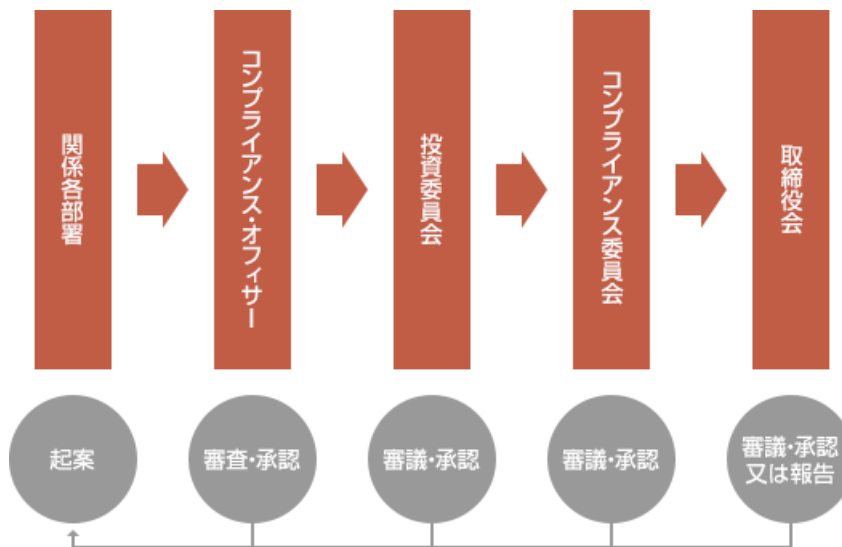 関係各部署
コンプライアンス・オフィサー
投資委員会
コンプライアンス委員会
取締役会
起案
審査・承認
審議・承認
審議・承認
審議・承認
又は報告